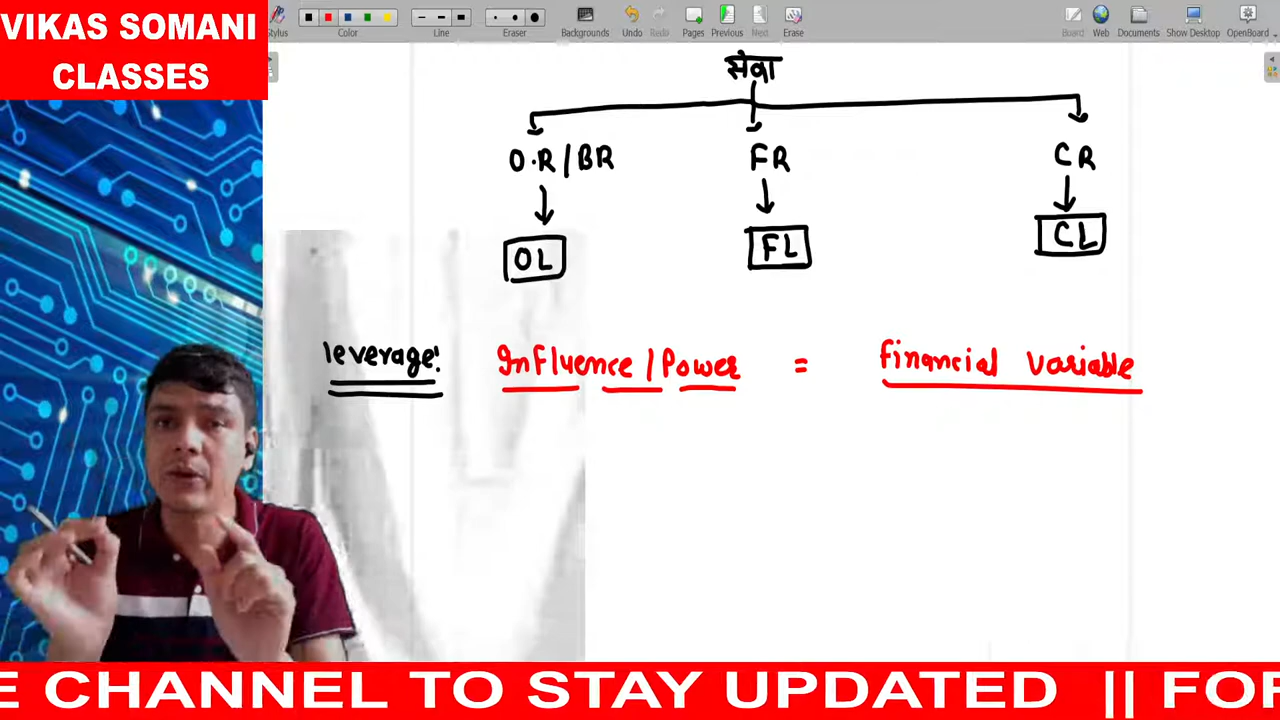 VIKAS SOMANI
CLASSES
Stylus
Color
Line
Eraser
Backgrounds
Undo
Redo
Pages
Previous
Next
Erase
Board
Web
Documents
Show Desktop
OpenBoard
सेवा
O.R/BR FR CR
OL FL CL
leverage: Influence/Power = Financial variable
E CHANNEL TO STAY UPDATED || FOR